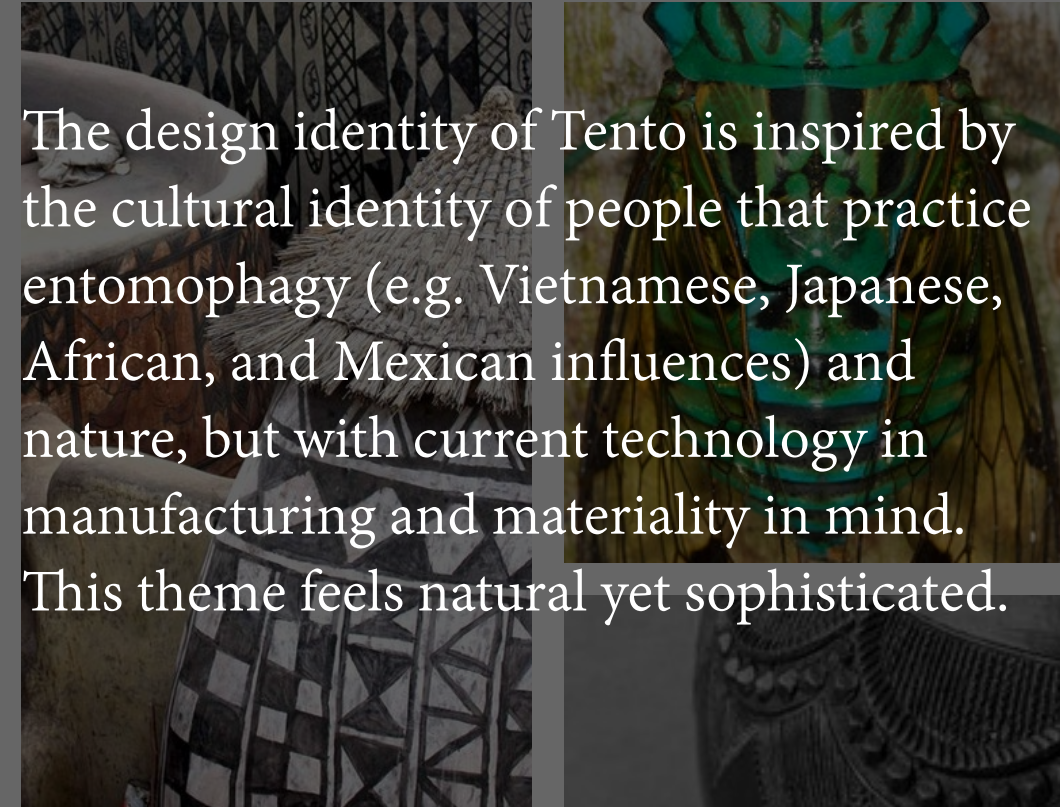 The design identity of Tento is inspired by
the cultural identity of people that practice
entomophagy (e.g. Vietnamese, Japanese,
African, and Mexican influences) and
nature, but with current technology in
manufacturing and materiality in mind.
This theme feels natural yet sophisticated.